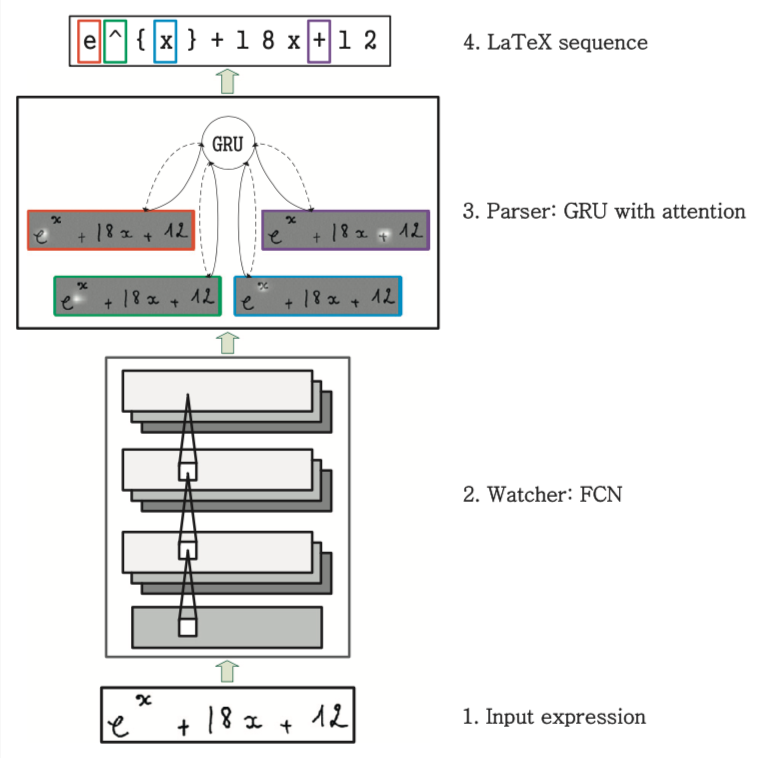 e ^ { x } + 1 8 x + 1 2
4. LaTeX sequence
GRU
3. Parser: GRU with attention
e^x + 18x + 12
e^x + 18x + 12
e^x + 18x + 12
e^x + 18x + 12
2. Watcher: FCN
e^x + 18x + 12
1. Input expression